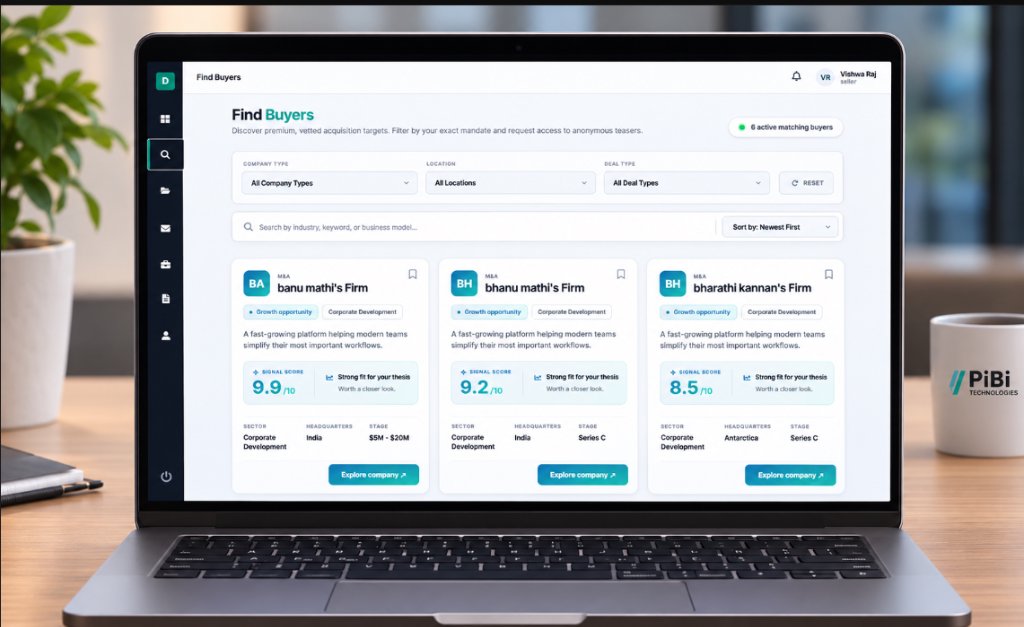 D
Find Buyers
VR
Vishwa Raj
seller
Find Buyers
Discover premium, vetted acquisition targets. Filter by your exact mandate and request access to anonymous teasers.
6 active matching buyers
COMPANY TYPE
All Company Types
LOCATION
All Locations
DEAL TYPE
All Deal Types
RESET
Search by industry, keyword, or business model...
Sort by: Newest First
BA
M&A
banu mathi's Firm
Growth opportunity
Corporate Development
A fast-growing platform helping modern teams
simplify their most important workflows.
SIGNAL SCORE
9.9 /10
Strong fit for your thesis
Worth a closer look.
SECTOR
Corporate
Development
HEADQUARTERS
India
STAGE
$5M - $20M
Explore company ↗
BH
M&A
bhanu mathi's Firm
Growth opportunity
Corporate Development
A fast-growing platform helping modern teams
simplify their most important workflows.
SIGNAL SCORE
9.2 /10
Strong fit for your thesis
Worth a closer look.
SECTOR
Corporate
Development
HEADQUARTERS
India
STAGE
Series C
Explore company ↗
BH
M&A
bharathi kannan's Firm
Growth opportunity
Corporate Development
A fast-growing platform helping modern teams
simplify their most important workflows.
SIGNAL SCORE
8.5 /10
Strong fit for your thesis
Worth a closer look.
SECTOR
Corporate
Development
HEADQUARTERS
Antarctica
STAGE
Series C
Explore company ↗
PiBi
TECHNOLOGIES